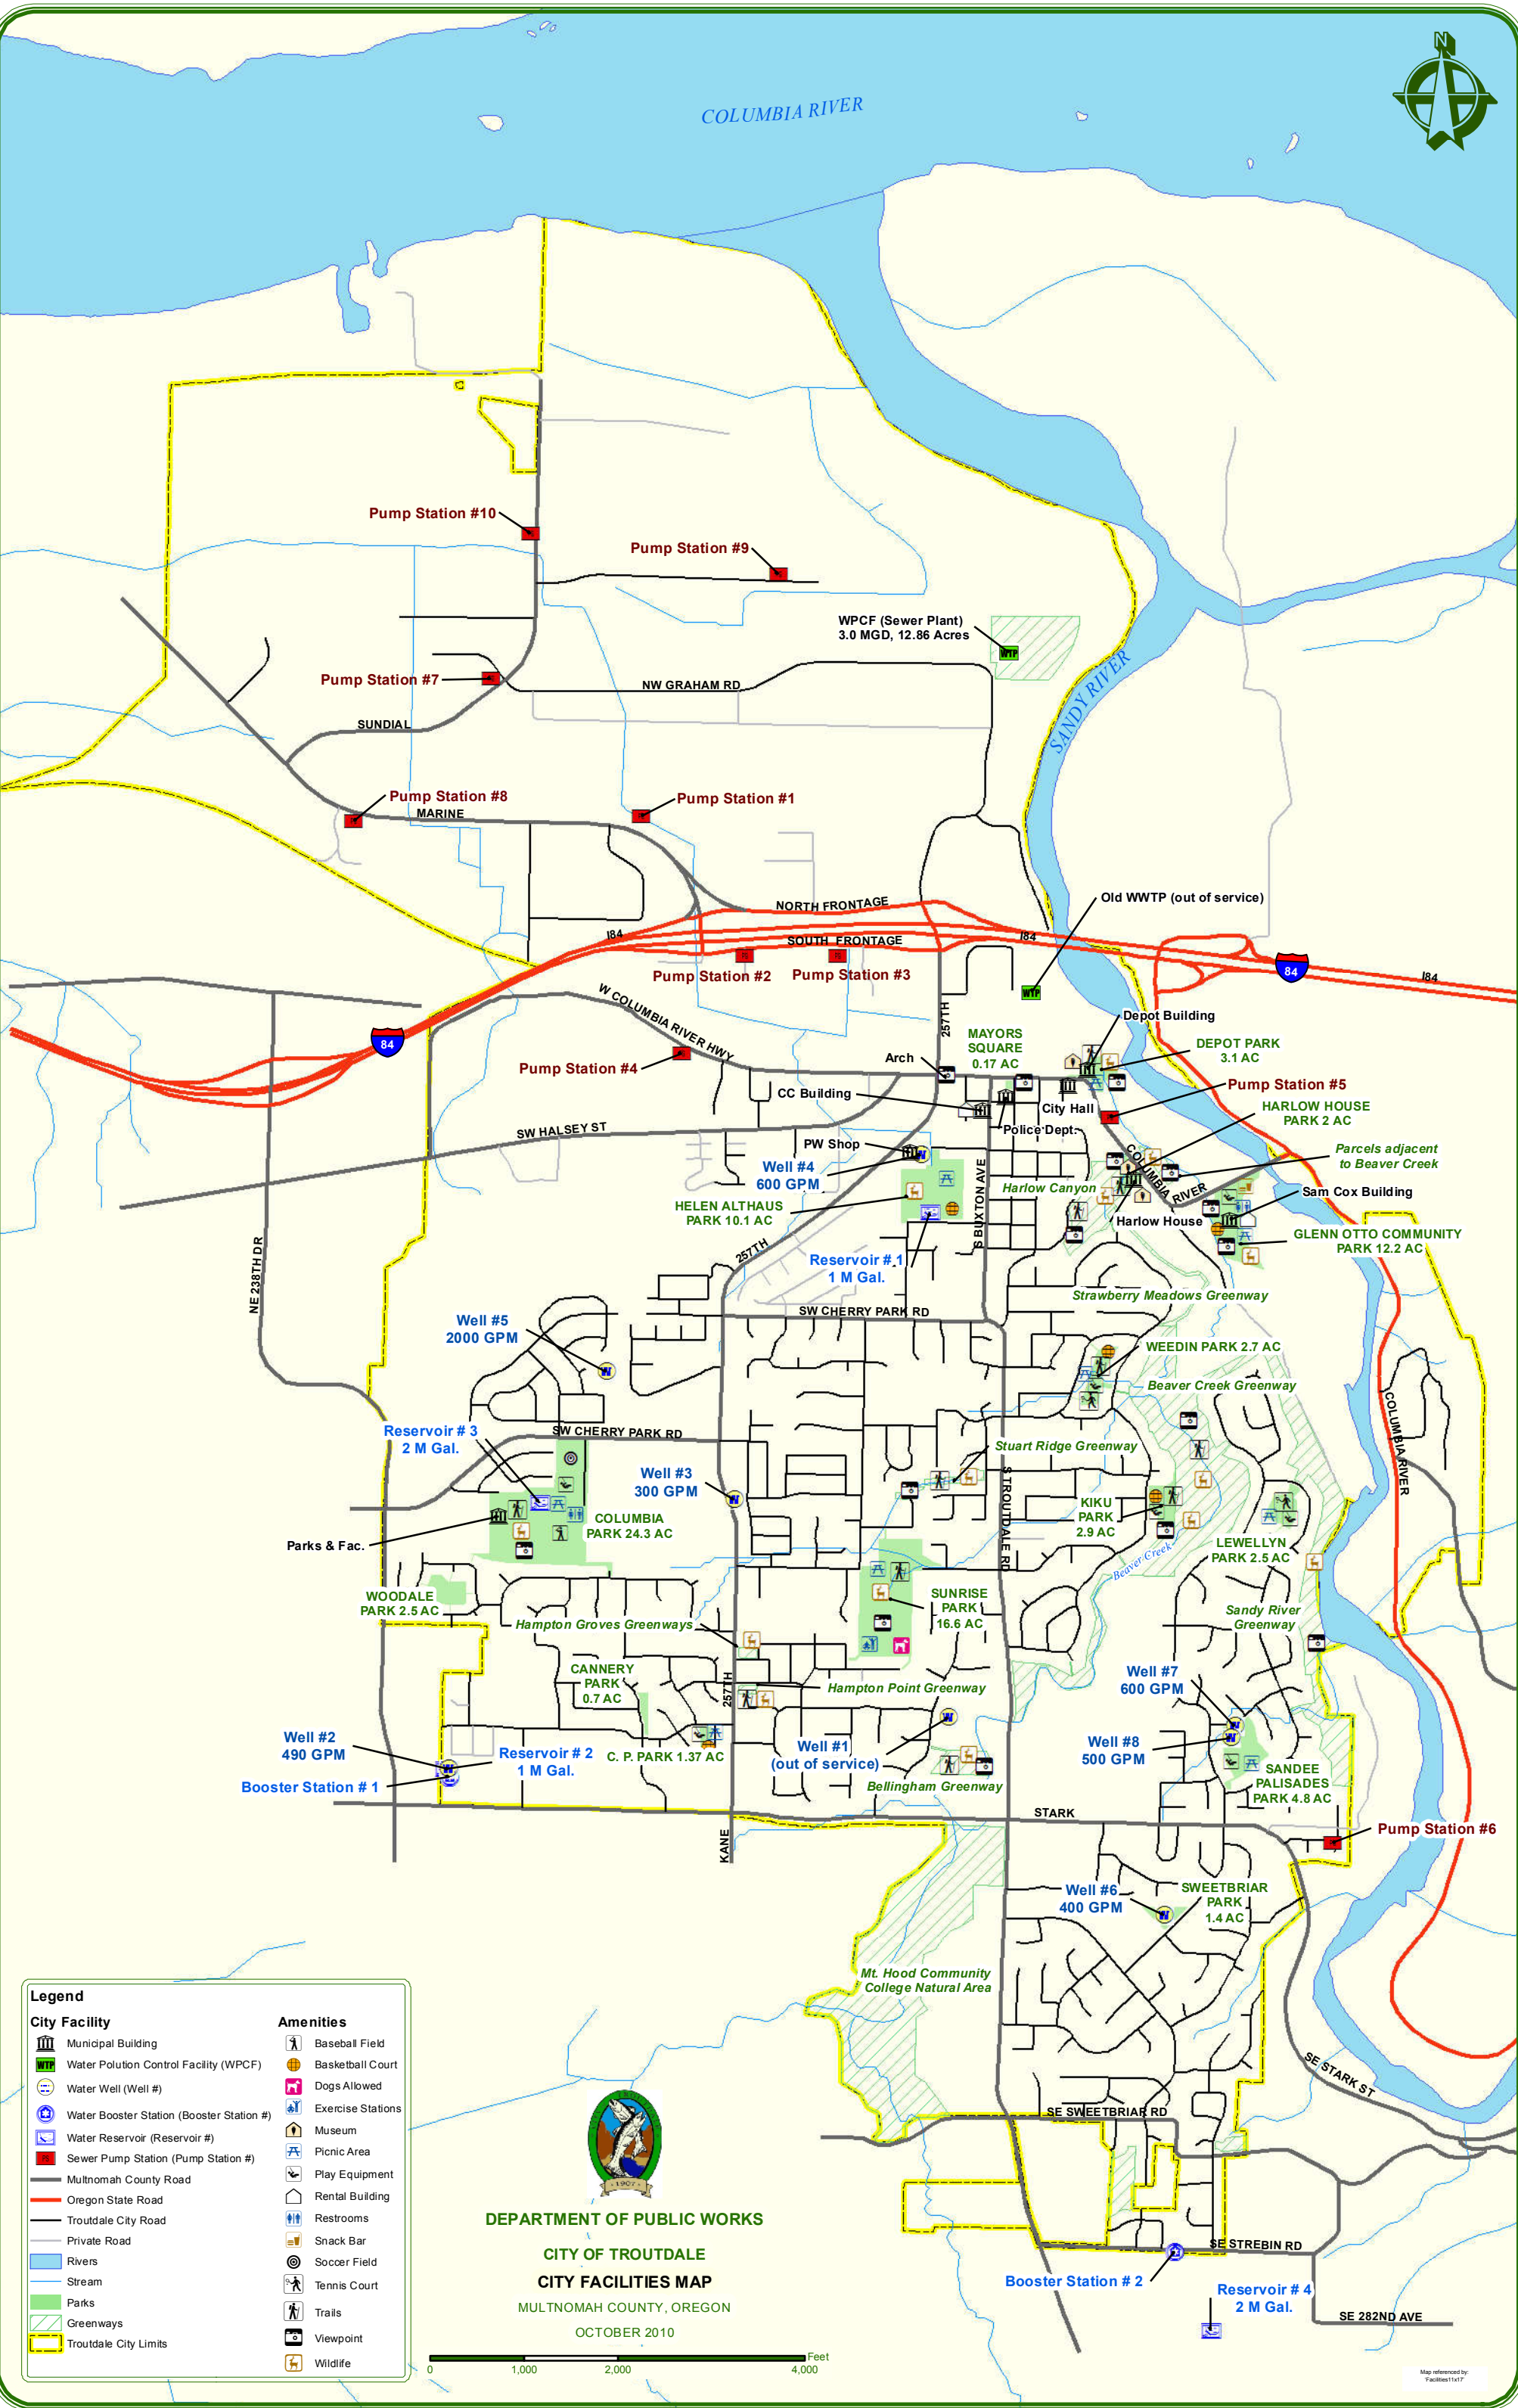 N
COLUMBIA RIVER
Pump Station #10
Pump Station #9
WPCF (Sewer Plant)
3.0 MGD, 12.86 Acres
WTP
SANDY RIVER
Pump Station #7
NW GRAHAM RD
SUNDIAL
Pump Station #8
Pump Station #1
MARINE
Old WWTP (out of service)
NORTH FRONTAGE
I84
SOUTH FRONTAGE
I84
84
I84
Pump Station #2
Pump Station #3
WTP
W COLUMBIA RIVER HWY
257TH
Depot Building
84
MAYORS
SQUARE
0.17 AC
DEPOT PARK
3.1 AC
Arch
Pump Station #4
Pump Station #5
CC Building
City Hall
HARLOW HOUSE
PARK 2 AC
Police Dept.
SW HALSEY ST
PW Shop
COLUMBIA RIVER
Parcels adjacent
to Beaver Creek
Well #4
600 GPM
W
Harlow Canyon
Sam Cox Building
HELEN ALTHAUS
PARK 10.1 AC
S BUXTON AVE
Harlow House
GLENN OTTO COMMUNITY
PARK 12.2 AC
257TH
Reservoir # 1
1 M Gal.
NE 238TH DR
Strawberry Meadows Greenway
SW CHERRY PARK RD
Well #5
2000 GPM
W
WEEDIN PARK 2.7 AC
Beaver Creek Greenway
Reservoir # 3
2 M Gal.
SW CHERRY PARK RD
COLUMBIA RIVER
Stuart Ridge Greenway
Well #3
300 GPM
W
S TROUTDALE RD
KIKU
PARK
2.9 AC
COLUMBIA
PARK 24.3 AC
Parks & Fac.
LEWELLYN
PARK 2.5 AC
Beaver Creek
WOODALE
PARK 2.5 AC
SUNRISE
PARK
16.6 AC
Hampton Groves Greenways
Sandy River
Greenway
CANNERY
PARK
0.7 AC
257TH
Hampton Point Greenway
Well #7
600 GPM
W
Well #2
490 GPM
W
Reservoir # 2
1 M Gal.
C. P. PARK 1.37 AC
Well #1
(out of service)
W
Well #8
500 GPM
W
Booster Station # 1
Bellingham Greenway
SANDEE
PALISADES
PARK 4.8 AC
STARK
Pump Station #6
KANE
Well #6
400 GPM
W
SWEETBRIAR
PARK
1.4 AC
Mt. Hood Community
College Natural Area
SE STARK ST
SE SWEETBRIAR RD
SE STREBIN RD
Booster Station # 2
Reservoir # 4
2 M Gal.
SE 282ND AVE
Legend
City Facility
Municipal Building
WTP Water Polution Control Facility (WPCF)
Water Well (Well #)
Water Booster Station (Booster Station #)
Water Reservoir (Reservoir #)
Sewer Pump Station (Pump Station #)
Multnomah County Road
Oregon State Road
Troutdale City Road
Private Road
Rivers
Stream
Parks
Greenways
Troutdale City Limits
Amenities
Baseball Field
Basketball Court
Dogs Allowed
Exercise Stations
Museum
Picnic Area
Play Equipment
Rental Building
Restrooms
Snack Bar
Soccer Field
Tennis Court
Trails
Viewpoint
Wildlife
1907
DEPARTMENT OF PUBLIC WORKS
CITY OF TROUTDALE
CITY FACILITIES MAP
MULTNOMAH COUNTY, OREGON
OCTOBER 2010
Feet
0 1,000 2,000 4,000
Map referenced by:
'Facilities11x17'